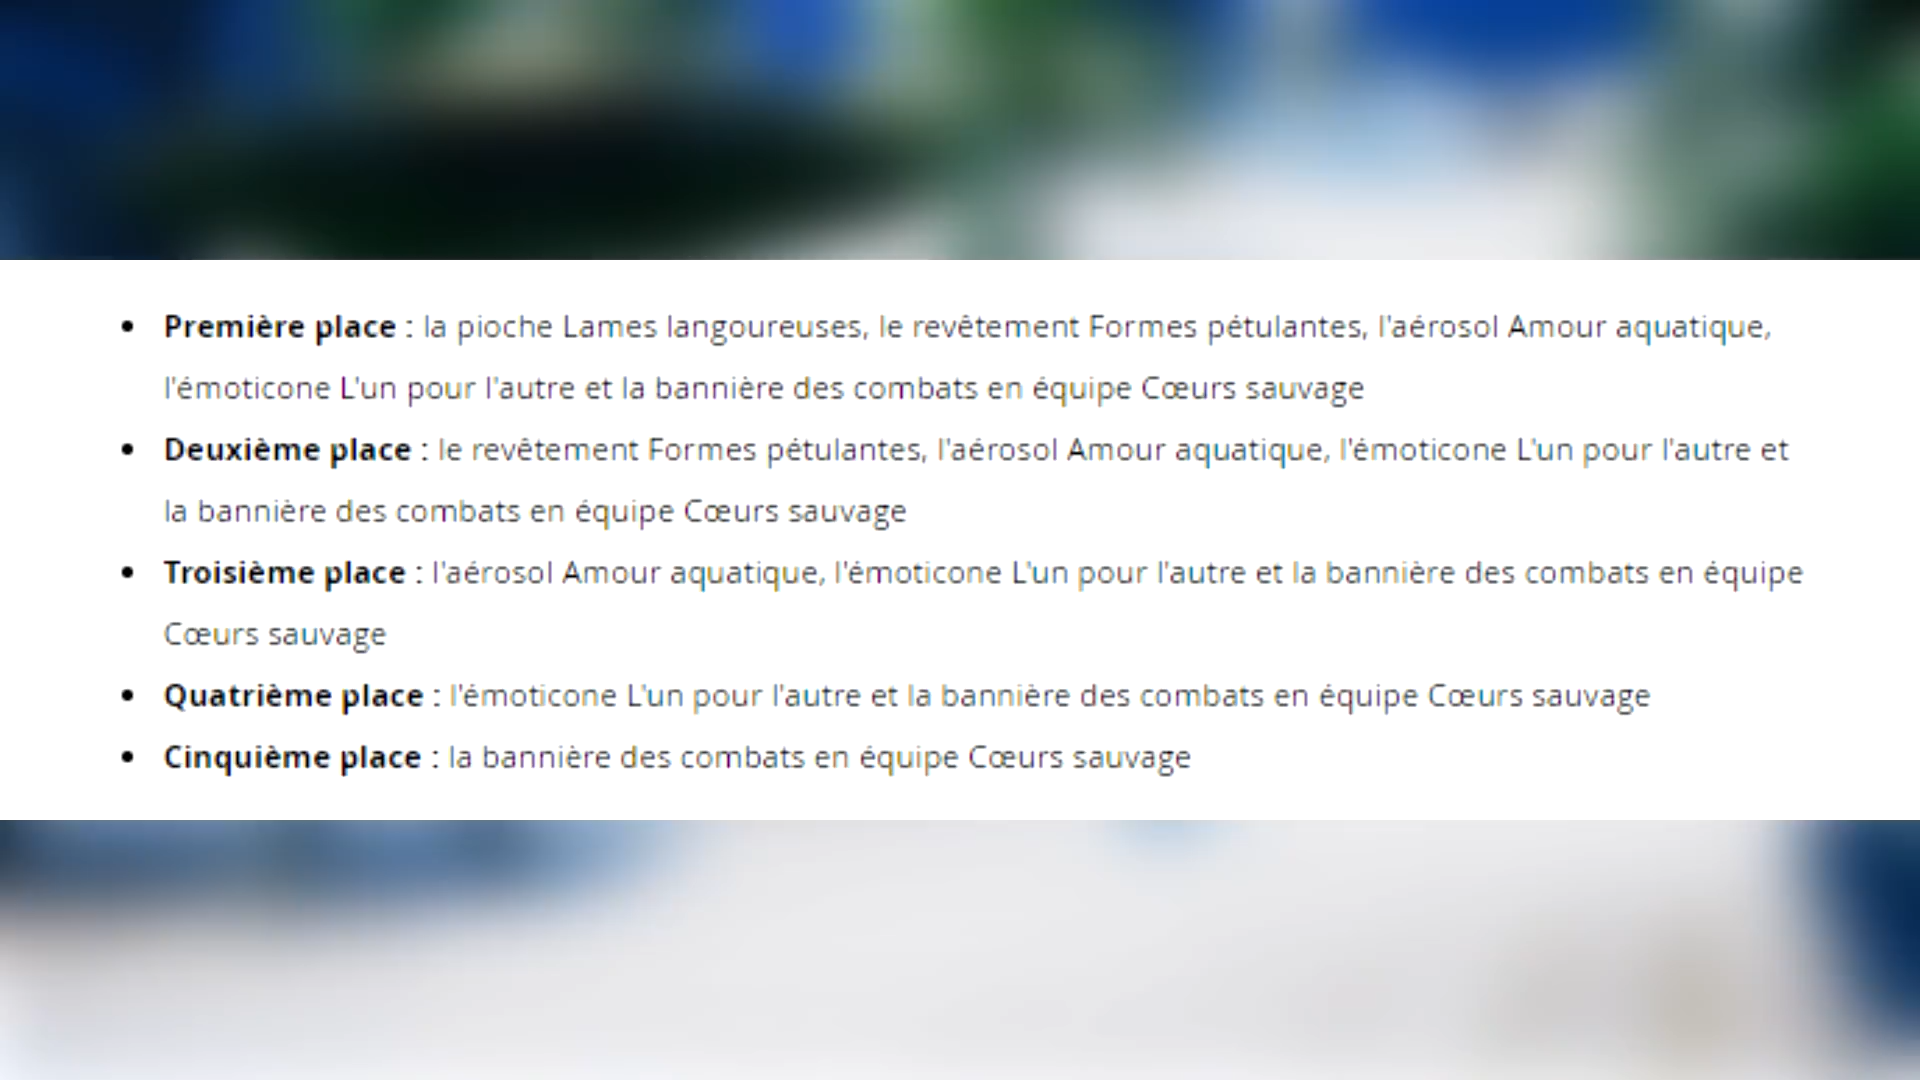 • Première place : la pioche Lames langoureuses, le revêtement Formes pétulantes, l'aérosol Amour aquatique,
l'émoticone L'un pour l'autre et la bannière des combats en équipe Cœurs sauvage
• Deuxième place : le revêtement Formes pétulantes, l'aérosol Amour aquatique, l'émoticone L'un pour l'autre et
la bannière des combats en équipe Cœurs sauvage
• Troisième place : l'aérosol Amour aquatique, l'émoticone L'un pour l'autre et la bannière des combats en équipe
Cœurs sauvage
• Quatrième place : l'émoticone L'un pour l'autre et la bannière des combats en équipe Cœurs sauvage
• Cinquième place : la bannière des combats en équipe Cœurs sauvage